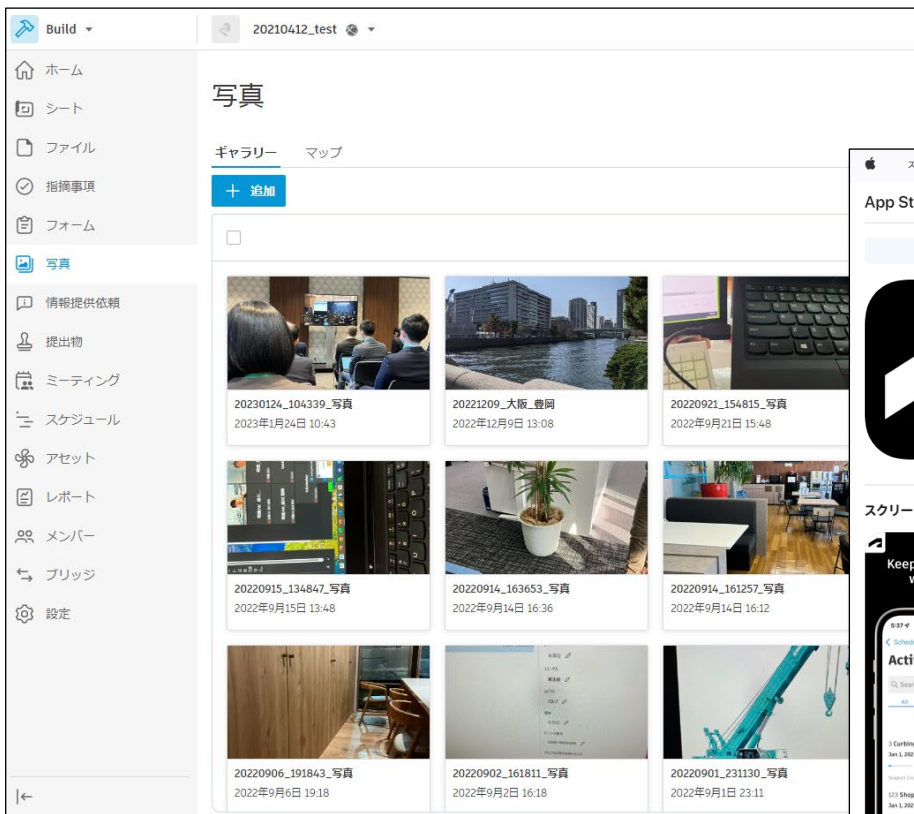 Build
20210412_test
ホーム
シート
ファイル
指摘事項
フォーム
写真
情報提供依頼
提出物
ミーティング
スケジュール
アセット
レポート
メンバー
ブリッジ
設定
写真
ギャラリー マップ
＋ 追加
20230124_104339_写真
2023年1月24日 10:43
20221209_大阪_豊岡
2022年12月9日 13:08
20220921_154815_写真
2022年9月21日 15:48
20220915_134847_写真
2022年9月15日 13:48
20220914_163653_写真
2022年9月14日 16:36
20220914_161257_写真
2022年9月14日 16:12
20220906_191843_写真
2022年9月6日 19:18
20220902_161811_写真
2022年9月2日 16:18
20220901_231130_写真
2022年9月1日 23:11
App St
スクリー
Keep
w
5:37
Sched
Acti
Sear
All
3 Curbing
Jan 1, 202
123 Shop
Jan 1, 202